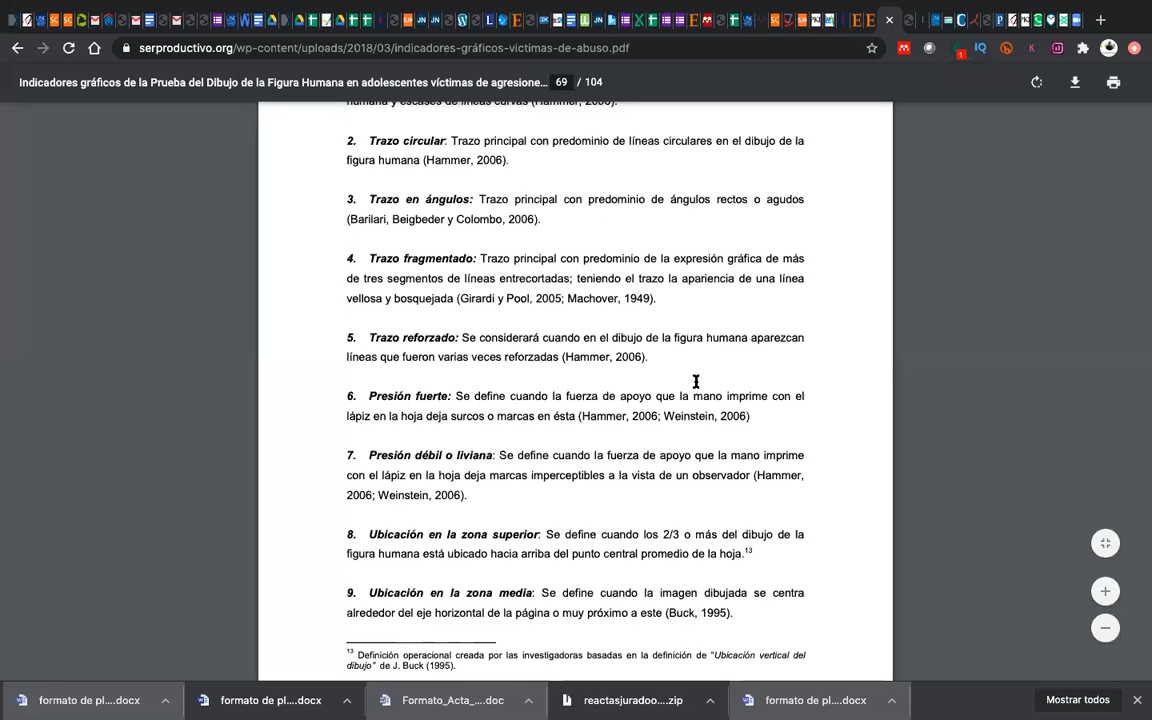 serproductivo.org/wp-content/uploads/2018/03/indicadores-gráficos-victimas-de-abuso.pdf
Indicadores gráficos de la Prueba del Dibujo de la Figura Humana en adolescentes víctimas de agresione... 69 / 104
humana y escases de líneas curvas (Hammer, 2006).
2. Trazo circular: Trazo principal con predominio de líneas circulares en el dibujo de la
figura humana (Hammer, 2006).
3. Trazo en ángulos: Trazo principal con predominio de ángulos rectos o agudos
(Barilari, Beigbeder y Colombo, 2006).
4. Trazo fragmentado: Trazo principal con predominio de la expresión gráfica de más
de tres segmentos de líneas entrecortadas; teniendo el trazo la apariencia de una línea
vellosa y bosquejada (Girardi y Pool, 2005; Machover, 1949).
5. Trazo reforzado: Se considerará cuando en el dibujo de la figura humana aparezcan
líneas que fueron varias veces reforzadas (Hammer, 2006).
6. Presión fuerte: Se define cuando la fuerza de apoyo que la mano imprime con el
lápiz en la hoja deja surcos o marcas en ésta (Hammer, 2006; Weinstein, 2006)
7. Presión débil o liviana: Se define cuando la fuerza de apoyo que la mano imprime
con el lápiz en la hoja deja marcas imperceptibles a la vista de un observador (Hammer,
2006; Weinstein, 2006).
8. Ubicación en la zona superior: Se define cuando los 2/3 o más del dibujo de la
figura humana está ubicado hacia arriba del punto central promedio de la hoja.13
9. Ubicación en la zona media: Se define cuando la imagen dibujada se centra
alrededor del eje horizontal de la página o muy próximo a este (Buck, 1995).
13 Definición operacional creada por las investigadoras basadas en la definición de "Ubicación vertical del
dibujo" de J. Buck (1995).
formato de pl....docx formato de pl....docx Formato_Acta_....doc reactasjuradoo....zip formato de pl....docx Mostrar todos